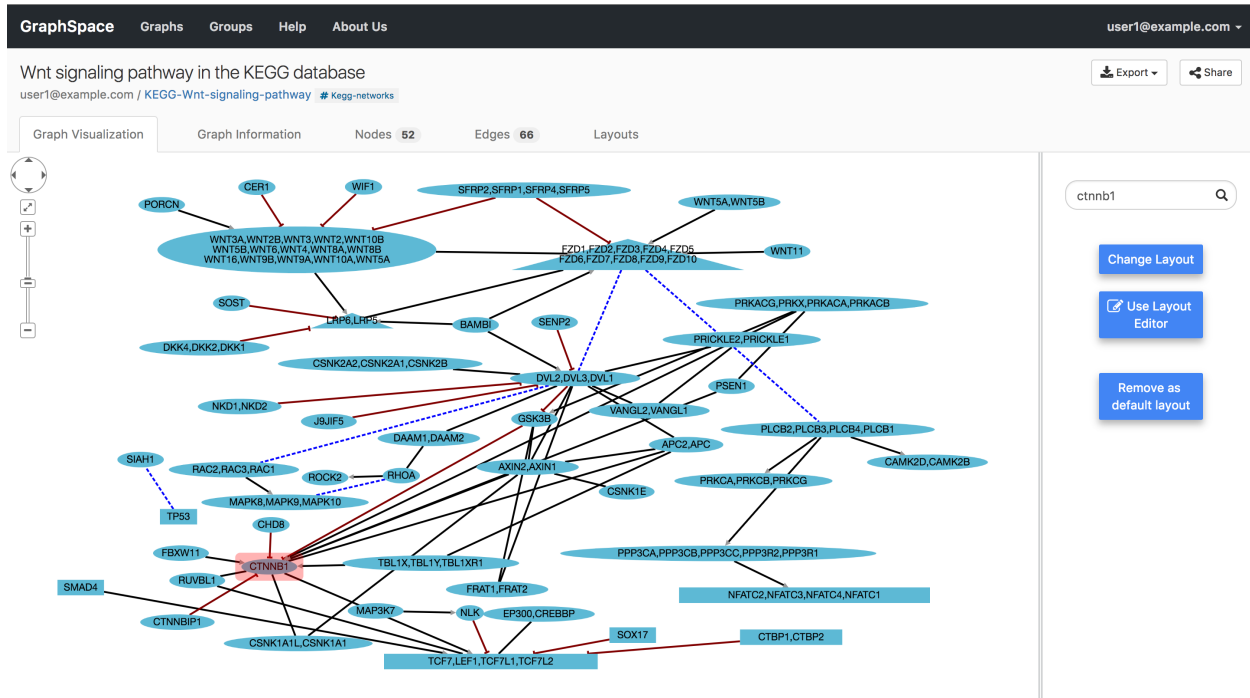 GraphSpace Graphs Groups Help About Us user1@example.com
Wnt signaling pathway in the KEGG database
Export Share
user1@example.com / KEGG-Wnt-signaling-pathway # Kegg-networks
Graph Visualization Graph Information Nodes 52 Edges 66 Layouts
CER1
WIF1
SFRP2,SFRP1,SFRP4,SFRP5
ctnnb1
PORCN
WNT5A,WNT5B
WNT3A,WNT2B,WNT3,WNT2,WNT10B
WNT5B,WNT6,WNT4,WNT8A,WNT8B
WNT16,WNT9B,WNT9A,WNT10A,WNT5A
FZD1,FZD2,FZD3,FZD4,FZD5
FZD6,FZD7,FZD8,FZD9,FZD10
WNT11
Change Layout
SOST
PRKACG,PRKX,PRKACA,PRKACB
Use Layout
Editor
LRP6,LRP5
BAMBI
SENP2
DKK4,DKK2,DKK1
PRICKLE2,PRICKLE1
CSNK2A2,CSNK2A1,CSNK2B
DVL2,DVL3,DVL1
PSEN1
Remove as
default layout
NKD1,NKD2
J9JIF5
GSK3B
VANGL2,VANGL1
PLCB2,PLCB3,PLCB4,PLCB1
DAAM1,DAAM2
APC2,APC
SIAH1
RAC2,RAC3,RAC1
ROCK2
RHOA
AXIN2,AXIN1
CAMK2D,CAMK2B
PRKCA,PRKCB,PRKCG
CSNK1E
MAPK8,MAPK9,MAPK10
TP53
CHD8
FBXW11
CTNNB1
TBL1X,TBL1Y,TBL1XR1
PPP3CA,PPP3CB,PPP3CC,PPP3R2,PPP3R1
RUVBL1
SMAD4
FRAT1,FRAT2
NFATC2,NFATC3,NFATC4,NFATC1
MAP3K7
NLK
EP300,CREBBP
CTNNBIP1
CSNK1A1L,CSNK1A1
SOX17
CTBP1,CTBP2
TCF7,LEF1,TCF7L1,TCF7L2